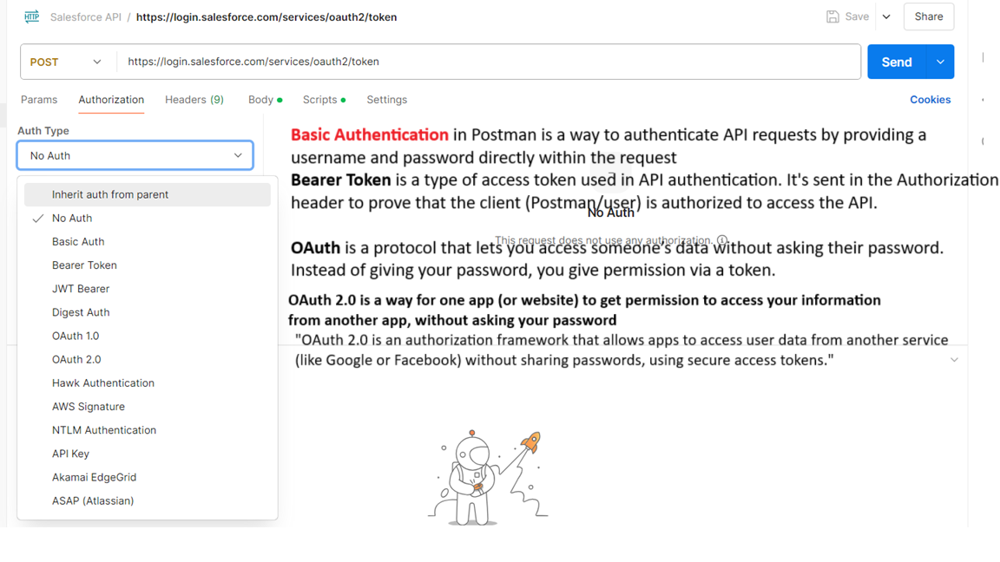 HTTP Salesforce API / https://login.salesforce.com/services/oauth2/token Save Share
POST https://login.salesforce.com/services/oauth2/token Send
Params Authorization Headers (9) Body Scripts Settings Cookies
Auth Type
No Auth
Inherit auth from parent
No Auth
Basic Auth
Bearer Token
JWT Bearer
Digest Auth
OAuth 1.0
OAuth 2.0
Hawk Authentication
AWS Signature
NTLM Authentication
API Key
Akamai EdgeGrid
ASAP (Atlassian)
Basic Authentication in Postman is a way to authenticate API requests by providing a
username and password directly within the request
Bearer Token is a type of access token used in API authentication. It's sent in the Authorization
header to prove that the client (Postman/user) is authorized to access the API.
No Auth
This request does not use any authorization.
OAuth is a protocol that lets you access someone's data without asking their password.
Instead of giving your password, you give permission via a token.
OAuth 2.0 is a way for one app (or website) to get permission to access your information
from another app, without asking your password
"OAuth 2.0 is an authorization framework that allows apps to access user data from another service
(like Google or Facebook) without sharing passwords, using secure access tokens."